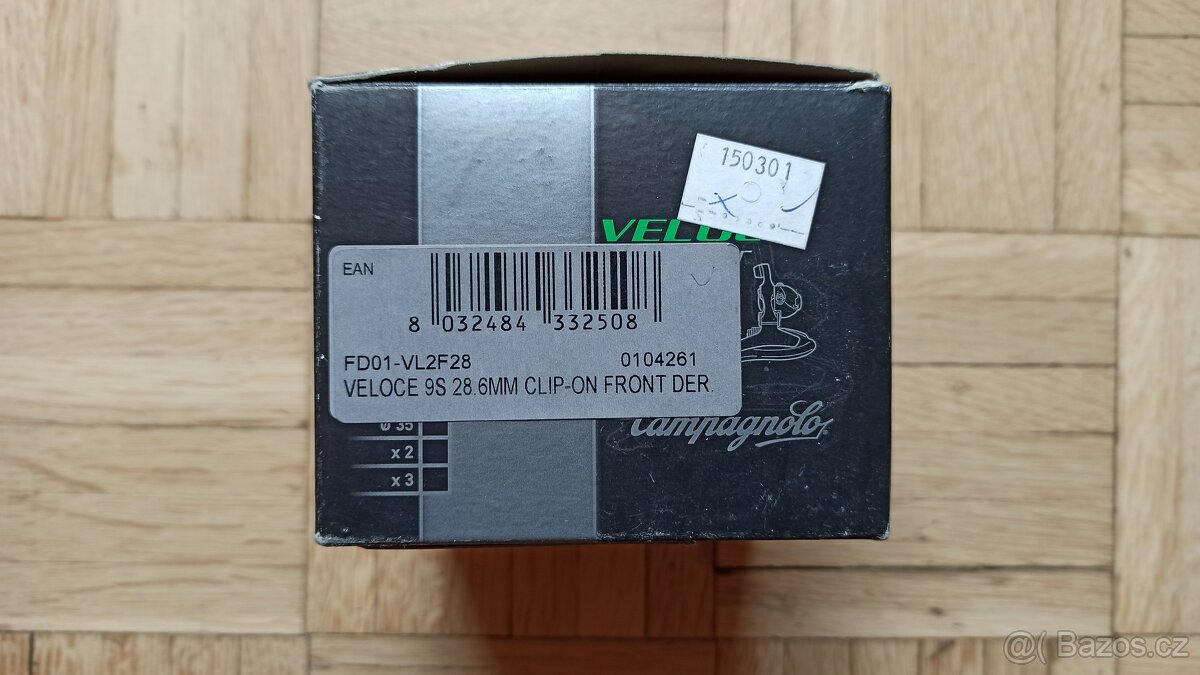 150301
x
EAN
8 032484 332508
FD01-VL2F28 0104261
VELOCE 9S 28.6MM CLIP-ON FRONT DER.
ø 35
x 2
x 3
Campagnolo
@( Bazos.cz